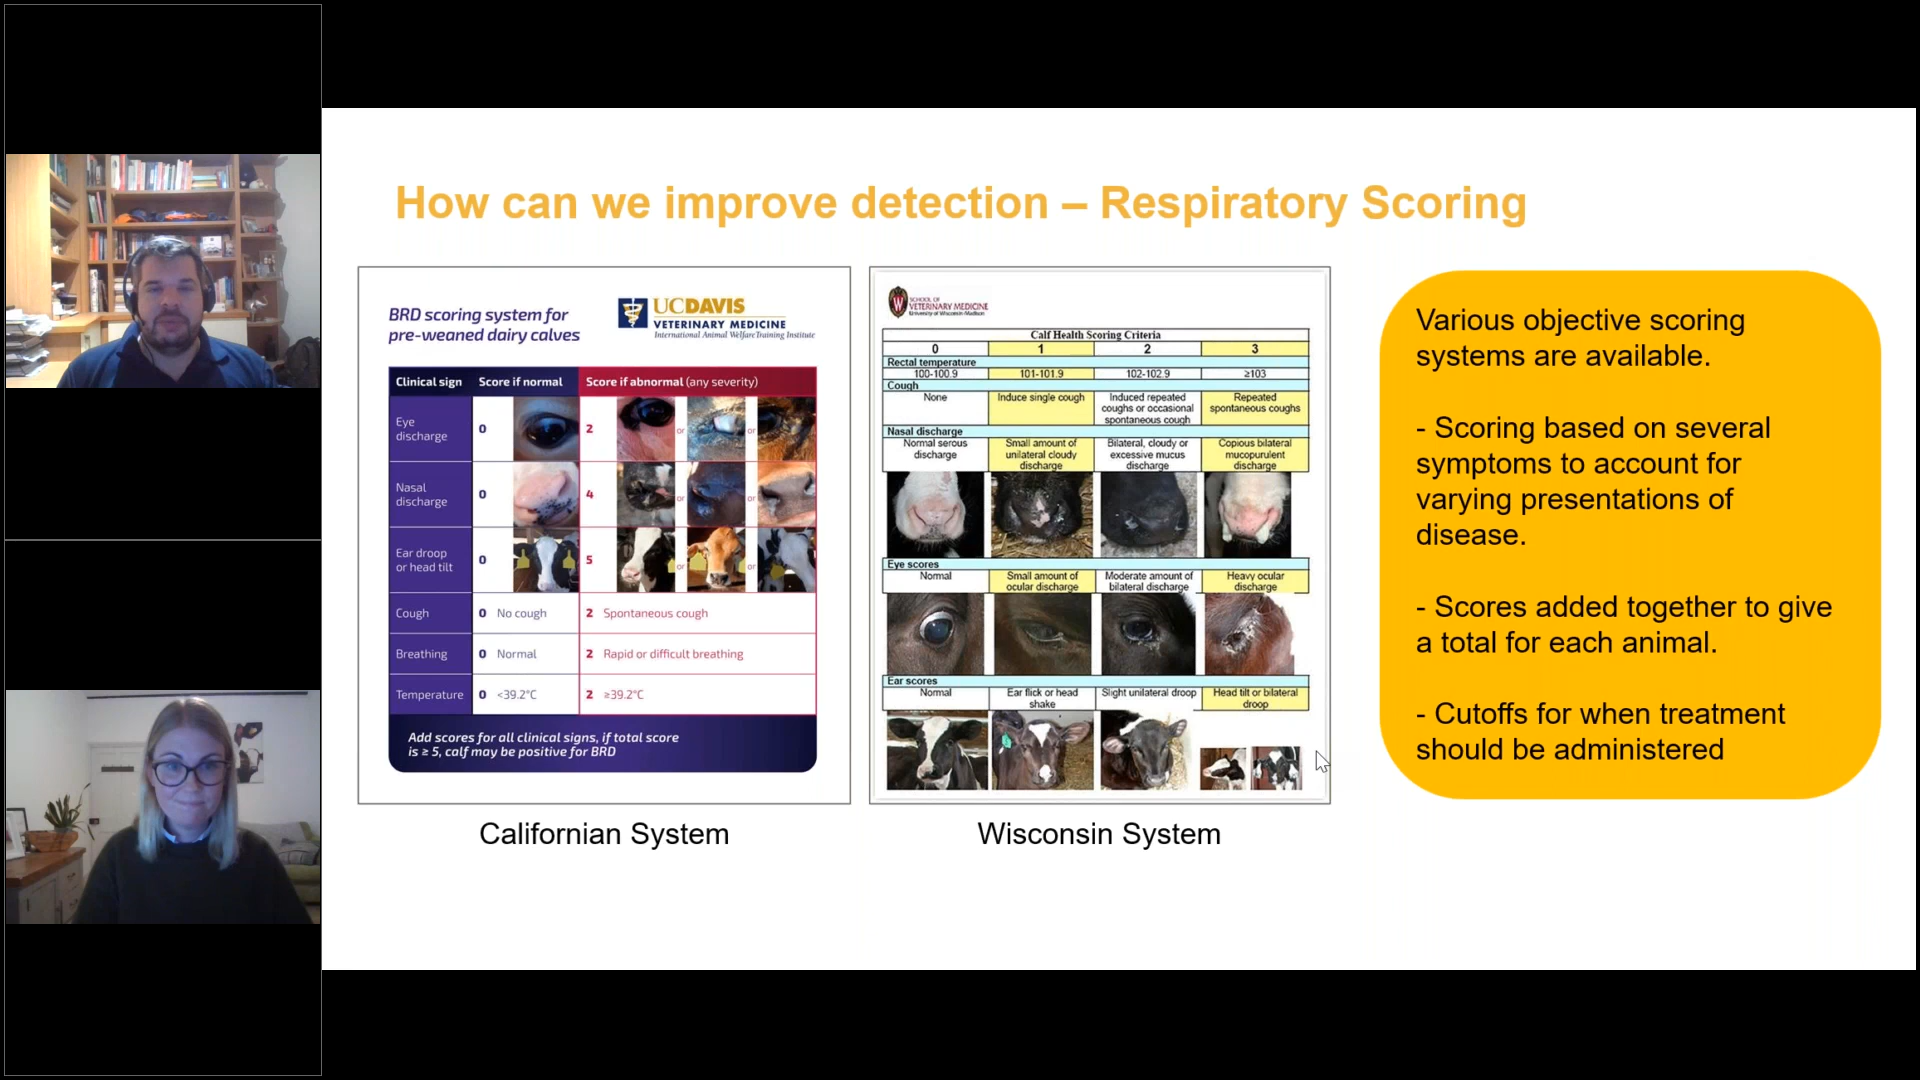 How can we improve detection – Respiratory Scoring
BRD scoring system for
pre-weaned dairy calves
UCDAVIS
VETERINARY MEDICINE
International Animal Welfare Training Institute
Clinical sign Score if normal Score if abnormal (any severity)
Eye
discharge
0 2 or or
Nasal
discharge
0 4 or or
Ear droop
or head tilt
0 5 or or
Cough 0 No cough 2 Spontaneous cough
Breathing 0 Normal 2 Rapid or difficult breathing
Temperature 0 <39.2°C 2 ≥39.2°C
Add scores for all clinical signs, if total score
is ≥ 5, calf may be positive for BRD
Californian System
W
SCHOOL OF
VETERINARY MEDICINE
University of Wisconsin-Madison
Calf Health Scoring Criteria
0 1 2 3
Rectal temperature
100-100.9 101-101.9 102-102.9 ≥103
Cough
None Induce single cough Induced repeated Repeated
coughs or occasional spontaneous coughs
spontaneous cough
Nasal discharge
Normal serous Small amount of Bilateral, cloudy or Copious bilateral
discharge unilateral cloudy excessive mucus mucopurulent
discharge discharge discharge
Eye scores
Normal Small amount of Moderate amount of Heavy ocular
ocular discharge bilateral discharge discharge
Ear scores
Normal Ear flick or head Slight unilateral droop Head tilt or bilateral
shake droop
Wisconsin System
Various objective scoring
systems are available.
- Scoring based on several
symptoms to account for
varying presentations of
disease.
- Scores added together to give
a total for each animal.
- Cutoffs for when treatment
should be administered